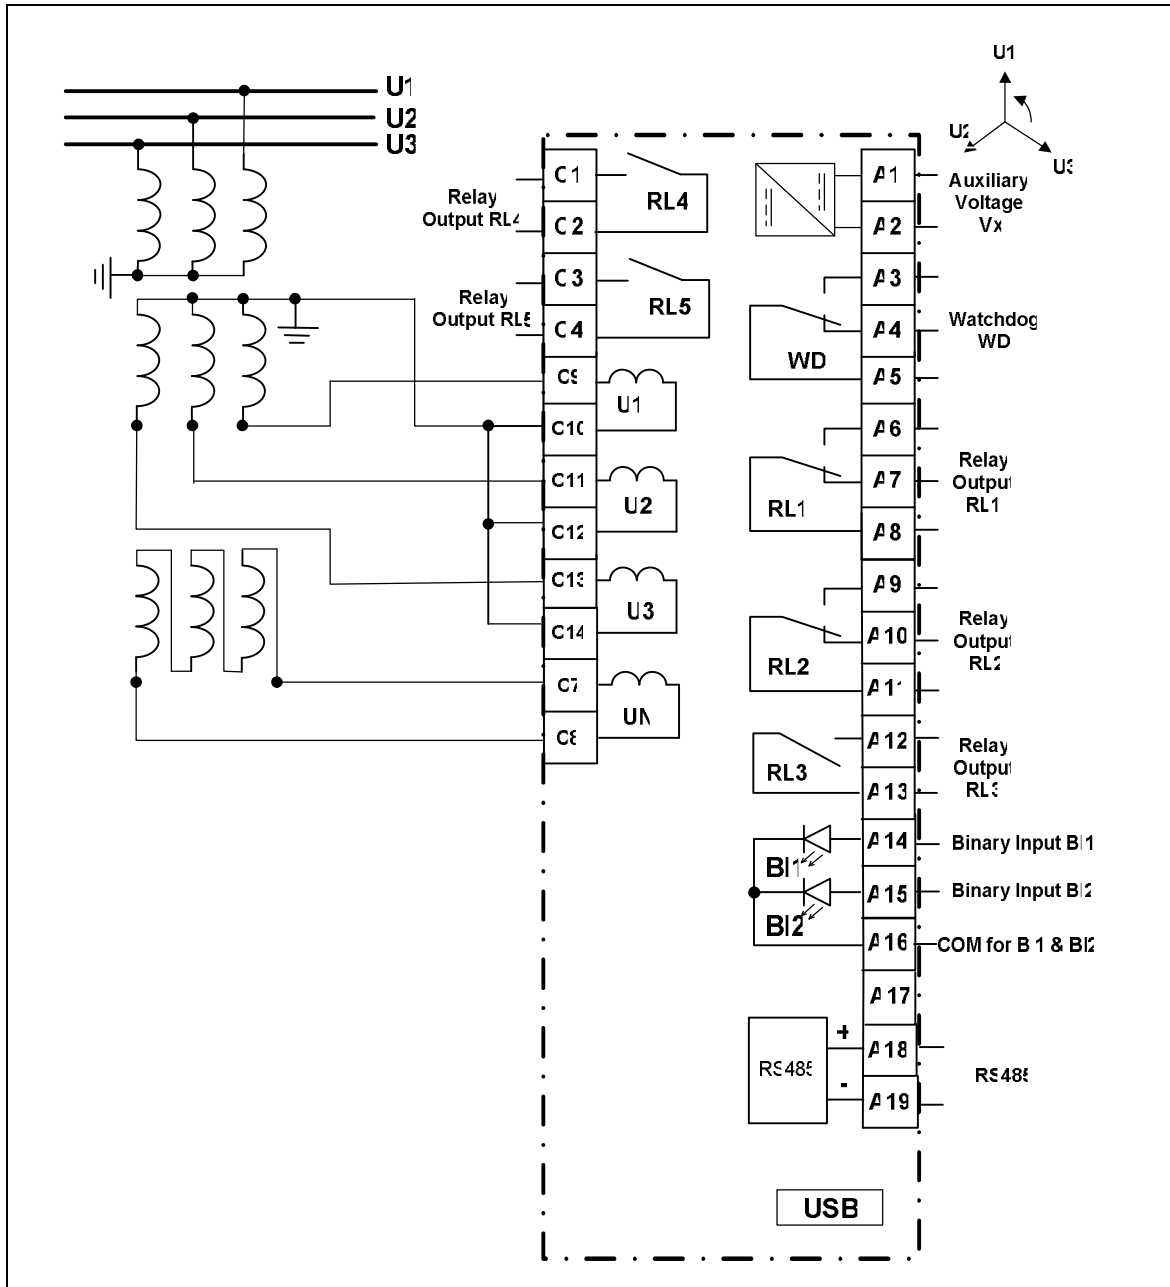 U1
U2
U3
U1
U2
U3
Relay
Output RL4
Relay
Output RL5
C1
C2
C3
C4
C9
C10
C11
C12
C13
C14
C7
C8
RL4
RL5
U1
U2
U3
UN
WD
RL1
RL2
RL3
BI1
BI2
RS485
+
-
USB
A1
A2
A3
A4
A5
A6
A7
A8
A9
A10
A11
A12
A13
A14
A15
A16
A17
A18
A19
Auxiliary
Voltage
Vx
Watchdog
WD
Relay
Output
RL1
Relay
Output
RL2
Relay
Output
RL3
Binary Input BI1
Binary Input BI2
COM for BI1 & BI2
RS485